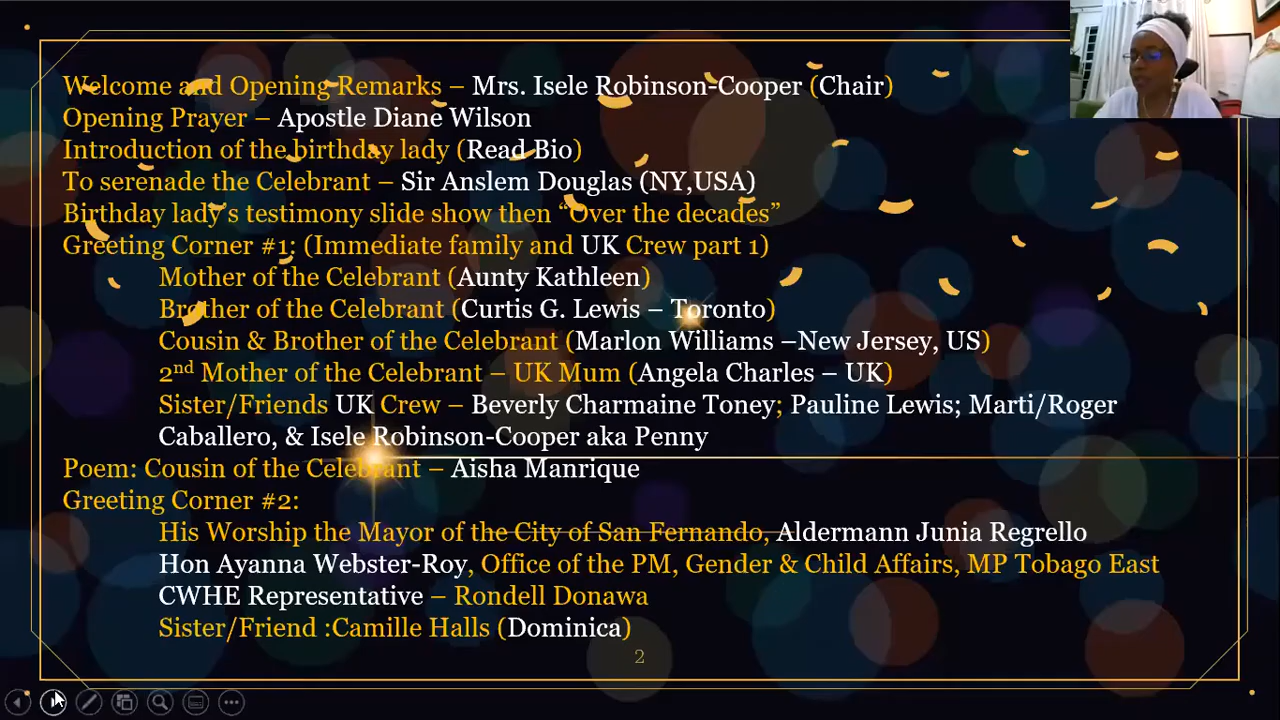 Welcome and Opening Remarks – Mrs. Isele Robinson-Cooper (Chair)
Opening Prayer – Apostle Diane Wilson
Introduction of the birthday lady (Read Bio)
To serenade the Celebrant – Sir Anslem Douglas (NY,USA)
Birthday lady’s testimony slide show then “Over the decades”
Greeting Corner #1: (Immediate family and UK Crew part 1)
Mother of the Celebrant (Aunty Kathleen)
Brother of the Celebrant (Curtis G. Lewis – Toronto)
Cousin & Brother of the Celebrant (Marlon Williams –New Jersey, US)
2nd Mother of the Celebrant – UK Mum (Angela Charles – UK)
Sister/Friends UK Crew – Beverly Charmaine Toney; Pauline Lewis; Marti/Roger
Caballero, & Isele Robinson-Cooper aka Penny
Poem: Cousin of the Celebrant – Aisha Manrique
Greeting Corner #2:
His Worship the Mayor of the City of San Fernando, Aldermann Junia Regrello
Hon Ayanna Webster-Roy, Office of the PM, Gender & Child Affairs, MP Tobago East
CWHE Representative – Rondell Donawa
Sister/Friend :Camille Halls (Dominica)
2